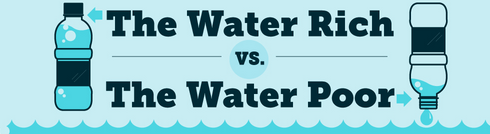 The Water Rich
vs.
The Water Poor